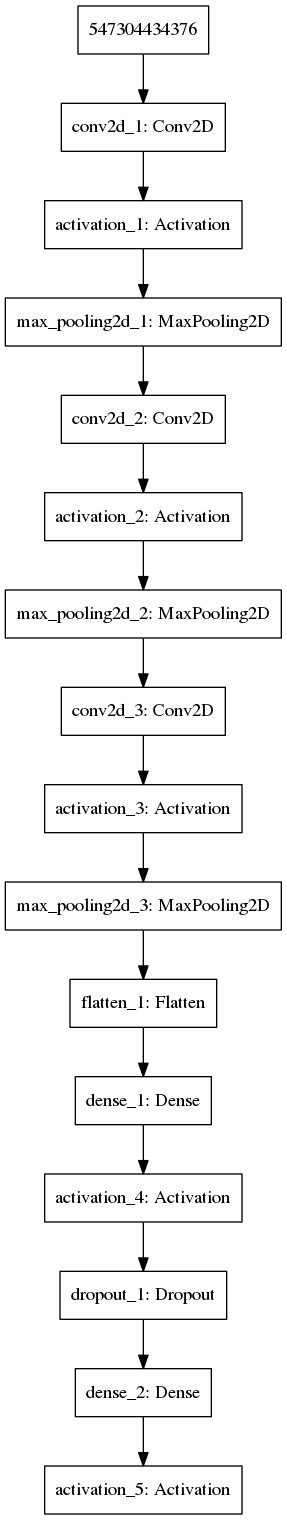 547304434376
conv2d_1: Conv2D
activation_1: Activation
max_pooling2d_1: MaxPooling2D
conv2d_2: Conv2D
activation_2: Activation
max_pooling2d_2: MaxPooling2D
conv2d_3: Conv2D
activation_3: Activation
max_pooling2d_3: MaxPooling2D
flatten_1: Flatten
dense_1: Dense
activation_4: Activation
dropout_1: Dropout
dense_2: Dense
activation_5: Activation